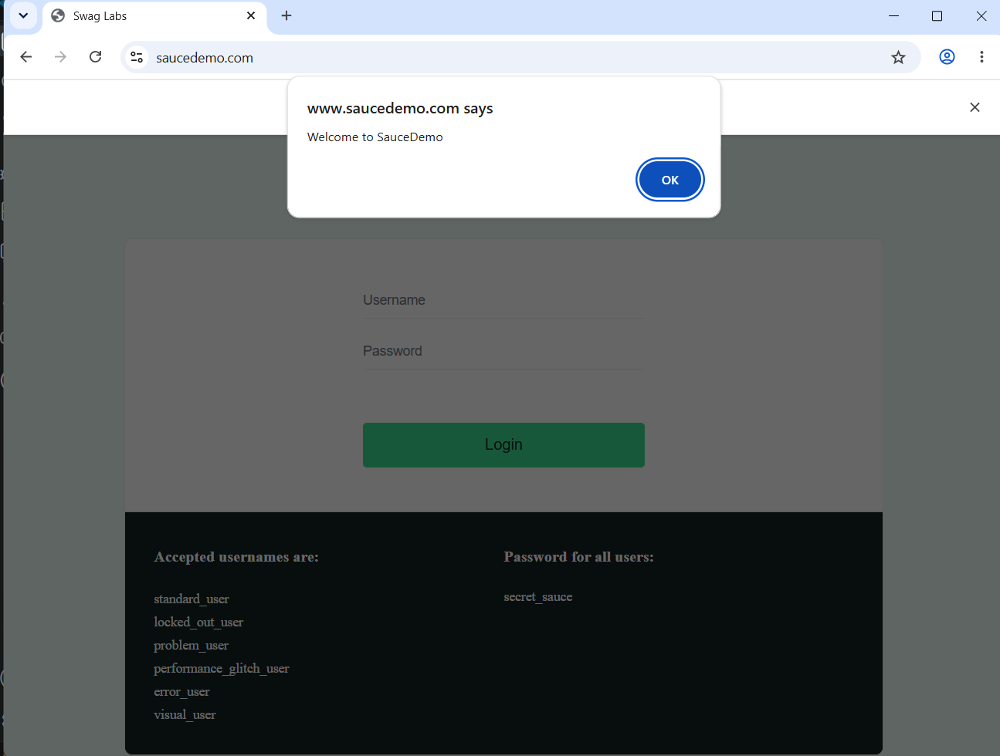 Swag Labs
saucedemo.com
www.saucedemo.com says
Welcome to SauceDemo
OK
Username
Password
Login
Accepted usernames are:
standard_user
locked_out_user
problem_user
performance_glitch_user
error_user
visual_user
Password for all users:
secret_sauce